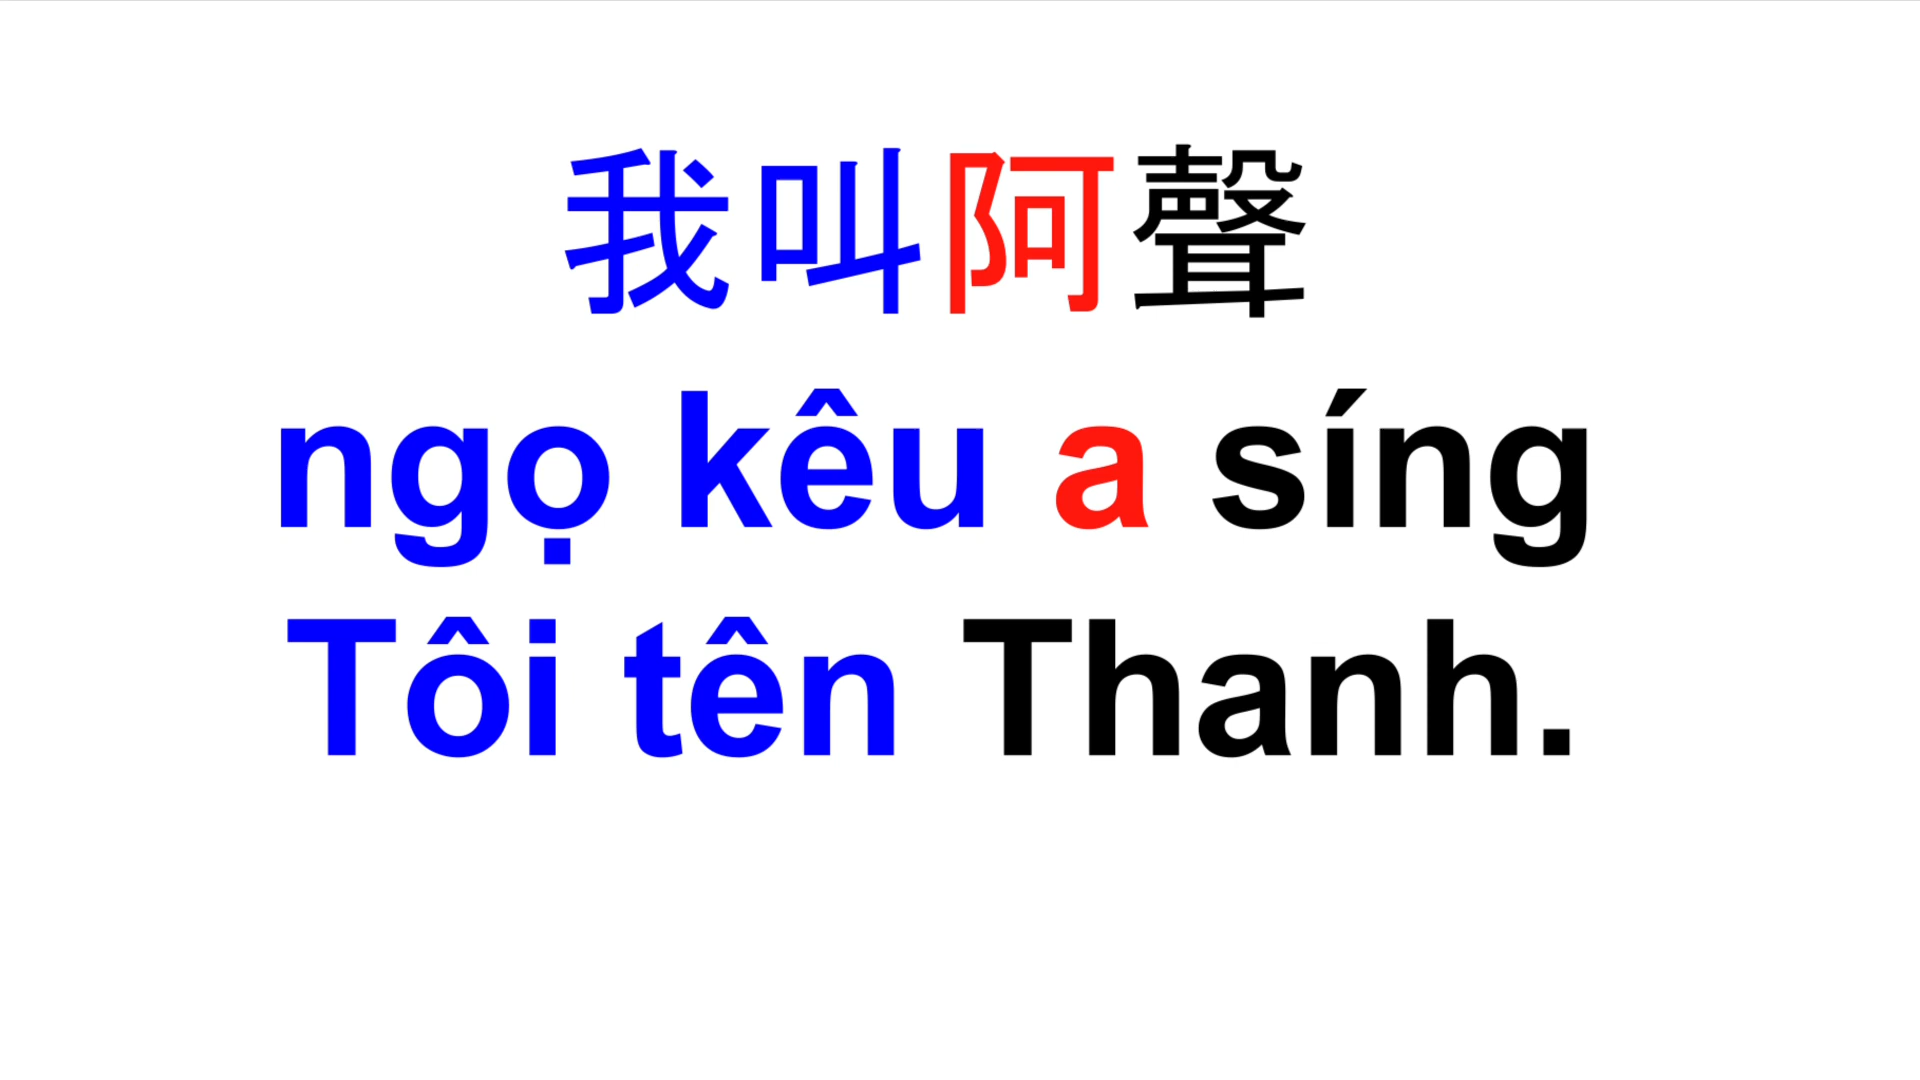 我叫阿聲
ngọ kêu a síng
Tôi tên Thanh.